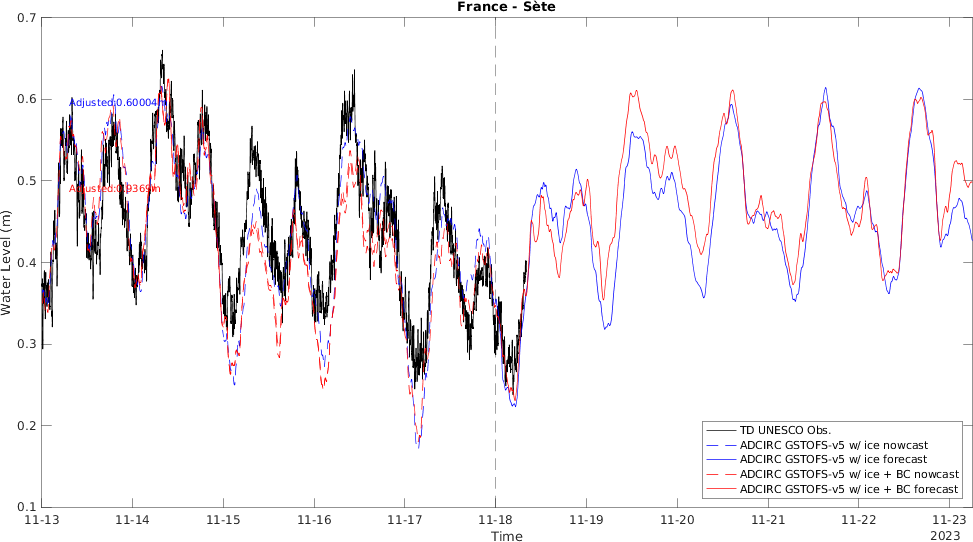 France - Sète
0.7
0.6
0.5
0.4
0.3
0.2
0.1
Water Level (m)
Adjusted:0.60004m
11-13
11-14
11-15
11-16
11-17
11-18
11-19
11-20
11-21
11-22
11-23
2023
Time
TD UNESCO Obs.
ADCIRC GSTOFS-v5 w/ ice nowcast
ADCIRC GSTOFS-v5 w/ ice forecast
ADCIRC GSTOFS-v5 w/ ice + BC nowcast
ADCIRC GSTOFS-v5 w/ ice + BC forecast